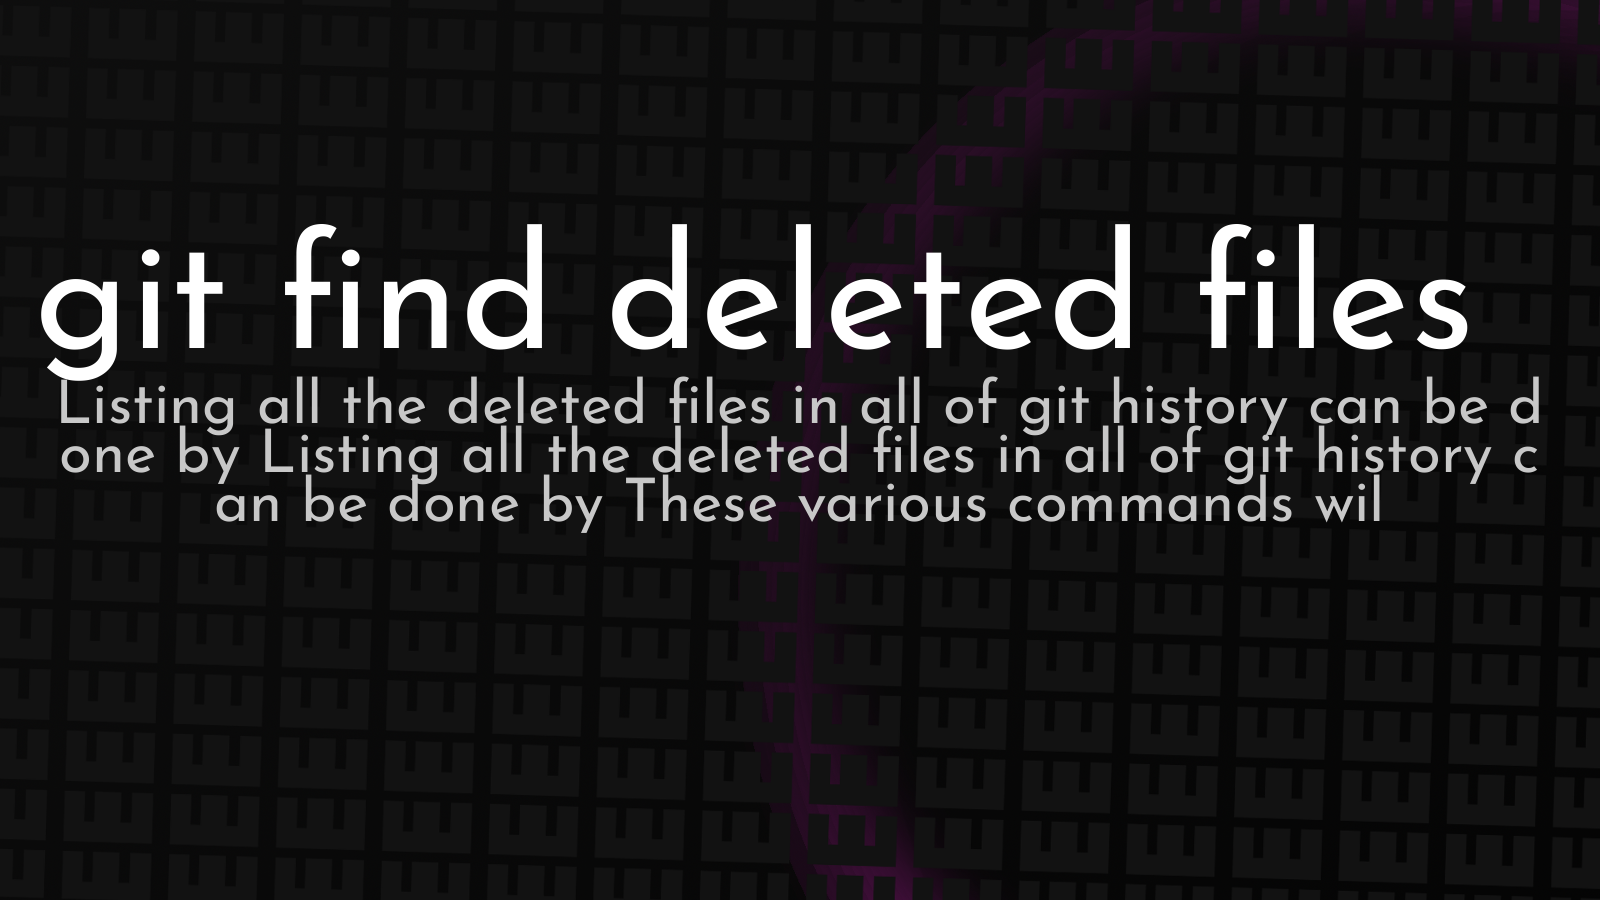 git find deleted files
Listing all the deleted files in all of git history can be d
one by Listing all the deleted files in all of git history c
an be done by These various commands wil